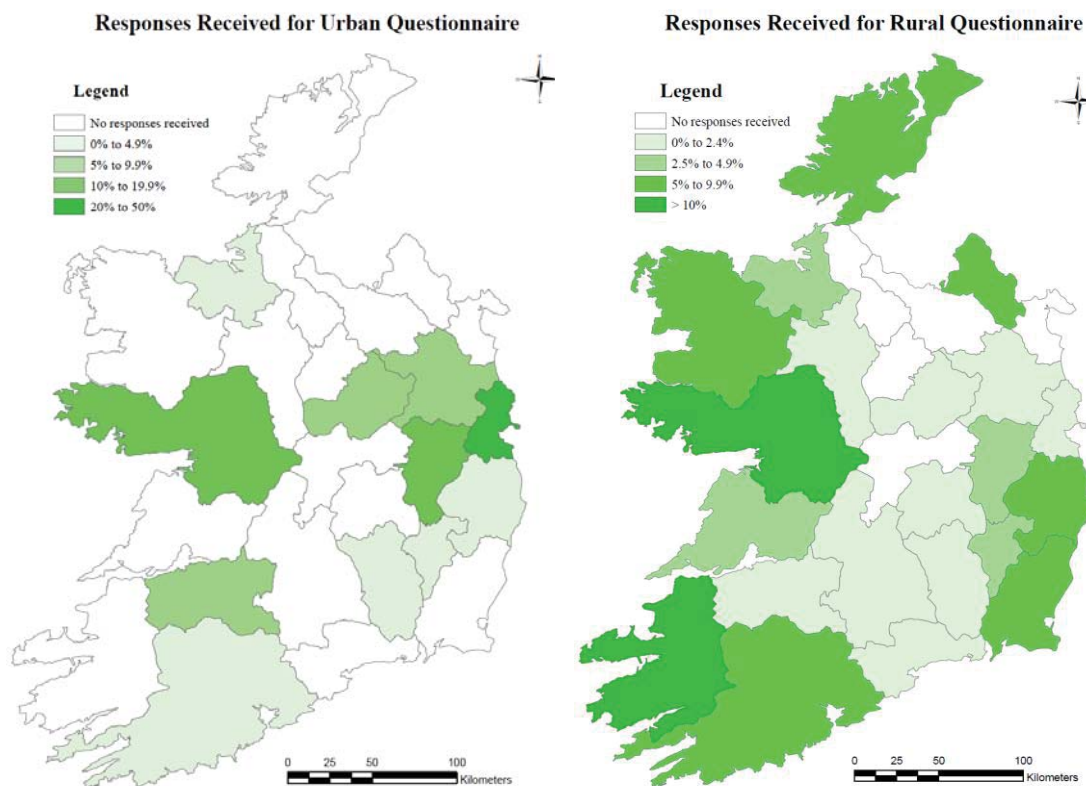 Responses Received for Urban Questionnaire
Legend
No responses received
0% to 4.9%
5% to 9.9%
10% to 19.9%
20% to 50%
0 25 50 100
Kilometers
Responses Received for Rural Questionnaire
Legend
No responses received
0% to 2.4%
2.5% to 4.9%
5% to 9.9%
> 10%
0 25 50 100
Kilometers